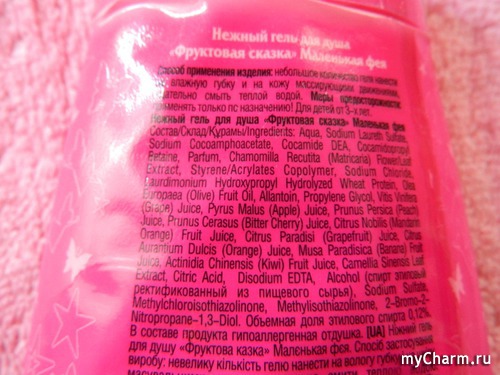 Нежный гель для душа
«Фруктовая сказка» Маленькая фея
Способ применения изделия: небольшое количество геля нанести
на влажную губку и на кожу массирующими движениями,
тщательно смыть теплой водой. Меры предосторожности:
применять только по назначению! Для детей от 3-х лет.
Нежный гель для душа «Фруктовая сказка» Маленькая фея
Состав/Склад/Құрамы/Ingredients: Aqua, Sodium Laureth Sulfate,
Sodium Cocoamphoacetate, Cocamide DEA, Cocamidopropyl
Betaine, Parfum, Chamomilla Recutita (Matricaria) Flower/Leaf
Extract, Styrene/Acrylates Copolymer, Sodium Chloride,
Laurdimonium Hydroxypropyl Hydrolyzed Wheat Protein, Olea
Europaea (Olive) Fruit Oil, Allantoin, Propylene Glycol, Vitis Vinifera
(Grape) Juice, Pyrus Malus (Apple) Juice, Prunus Persica (Peach)
Juice, Prunus Cerasus (Bitter Cherry) Juice, Citrus Nobilis (Mandarin
Orange) Fruit Juice, Citrus Paradisi (Grapefruit) Juice, Citrus
Aurantium Dulcis (Orange) Juice, Musa Paradisica (Banana) Fruit
Juice, Actinidia Chinensis (Kiwi) Fruit Juice, Camellia Sinensis Leaf
Extract, Citric Acid, Disodium EDTA, Alcohol (спирт этиловый
ректификованный из пищевого сырья), Sodium Sulfate,
Methylchloroisothiazolinone, Methylisothiazolinone, 2-Bromo-2-
Nitropropane-1,3-Diol. Объемная доля этилового спирта 0,12%.
В составе продукта гипоаллергенная отдушка. [UA] Ніжний гель
для душу «Фруктова казка» Маленька фея. Спосіб застосування
виробу: невелику кількість гелю нанести на вологу губку
myCharm.ru